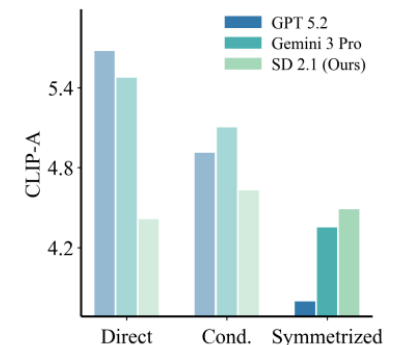 GPT 5.2
Gemini 3 Pro
SD 2.1 (Ours)
CLIP-A
5.4
4.8
4.2
Direct Cond. Symmetrized